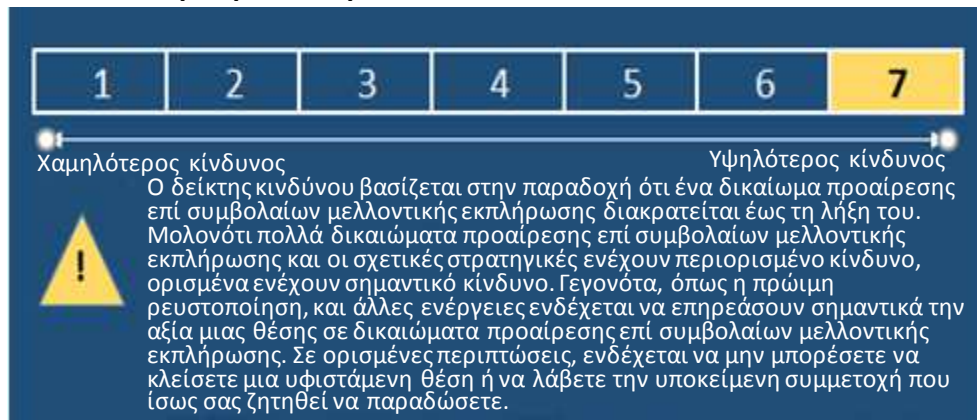 1 2 3 4 5 6 7
Χαμηλότερος κίνδυνος Υψηλότερος κίνδυνος
Ο δείκτης κινδύνου βασίζεται στην παραδοχή ότι ένα δικαίωμα προαίρεσης
επί συμβολαίων μελλοντικής εκπλήρωσης διακρατείται έως τη λήξη του.
Μολονότι πολλά δικαιώματα προαίρεσης επί συμβολαίων μελλοντικής
εκπλήρωσης και οι σχετικές στρατηγικές ενέχουν περιορισμένο κίνδυνο,
ορισμένα ενέχουν σημαντικό κίνδυνο. Γεγονότα, όπως η πρώιμη
ρευστοποίηση, και άλλες ενέργειες ενδέχεται να επηρεάσουν σημαντικά την
αξία μιας θέσης σε δικαιώματα προαίρεσης επί συμβολαίων μελλοντικής
εκπλήρωσης. Σε ορισμένες περιπτώσεις, ενδέχεται να μην μπορέσετε να
κλείσετε μια υφιστάμενη θέση ή να λάβετε την υποκείμενη συμμετοχή που
ίσως σας ζητηθεί να παραδώσετε.
!